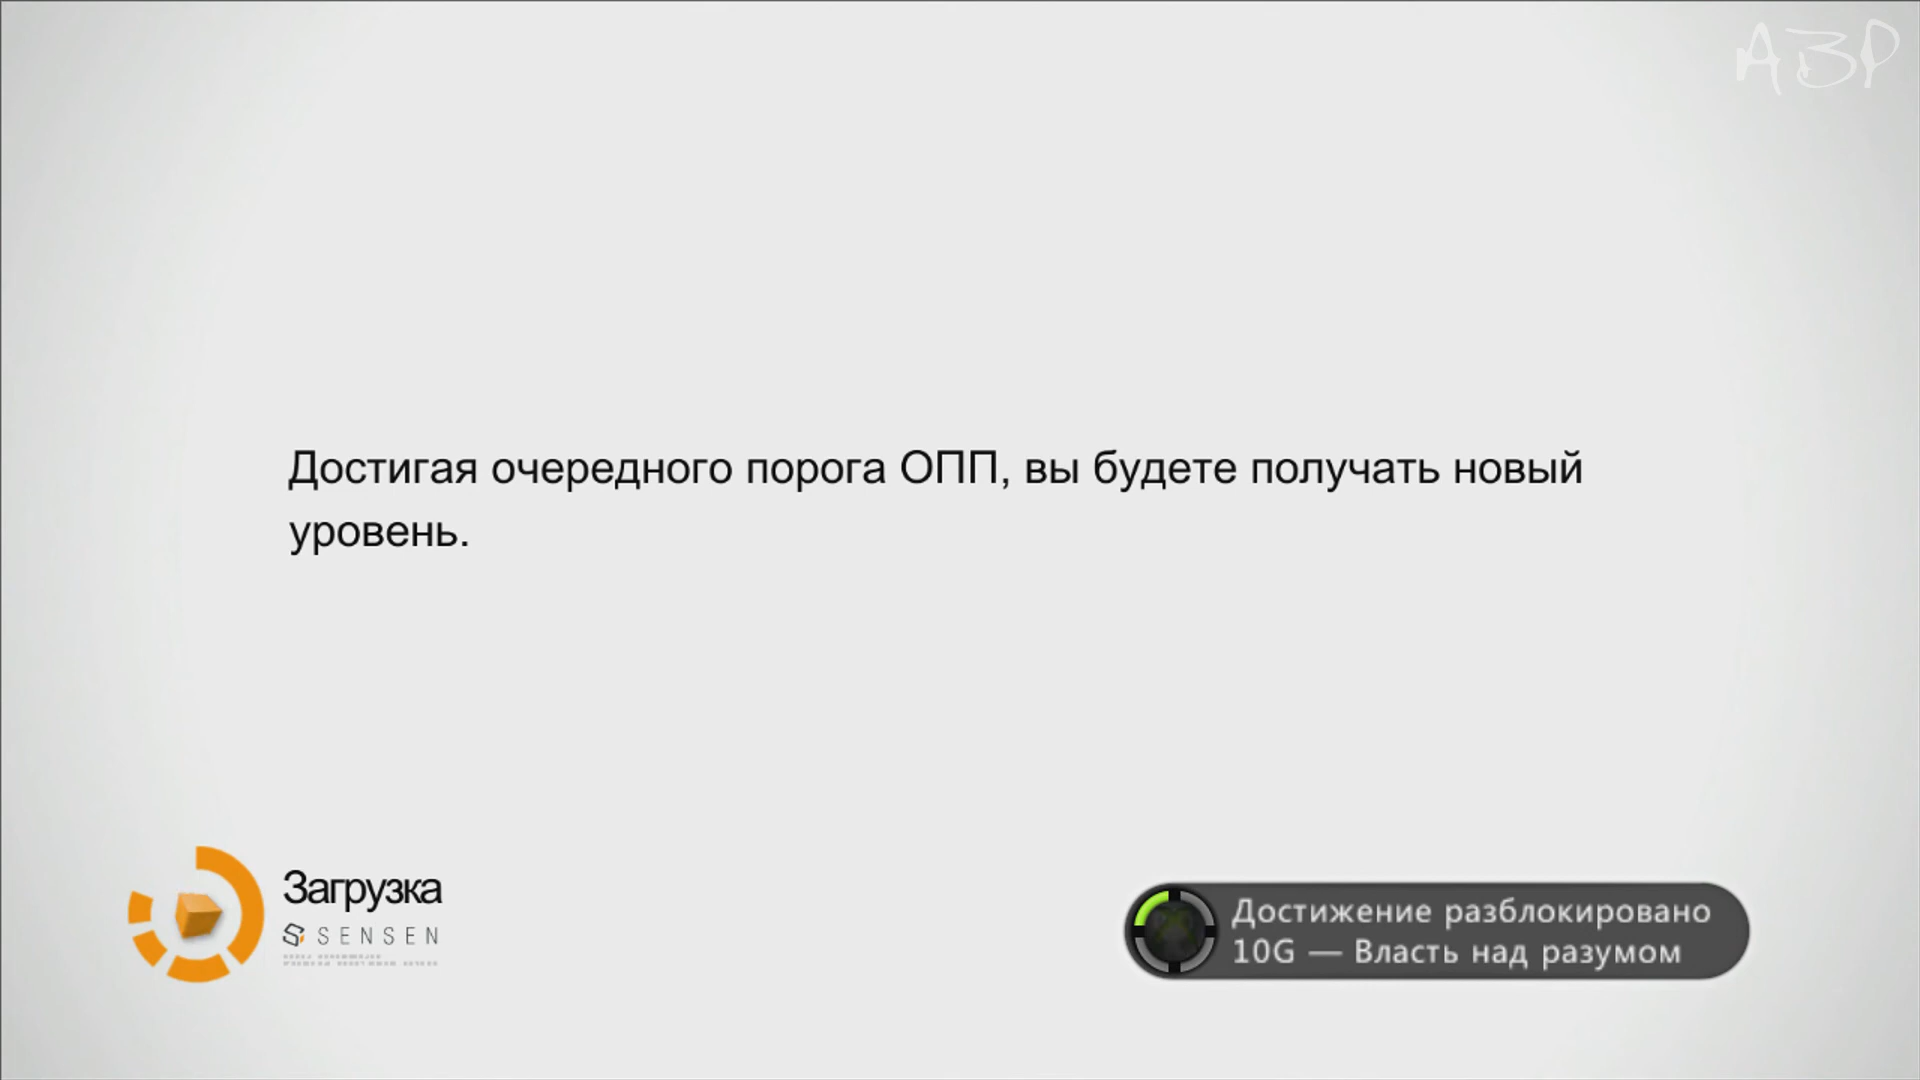 АВР
Достигая очередного порога ОПП, вы будете получать новый
уровень.
Загрузка
SENSEN
Достижение разблокировано
10G — Власть над разумом